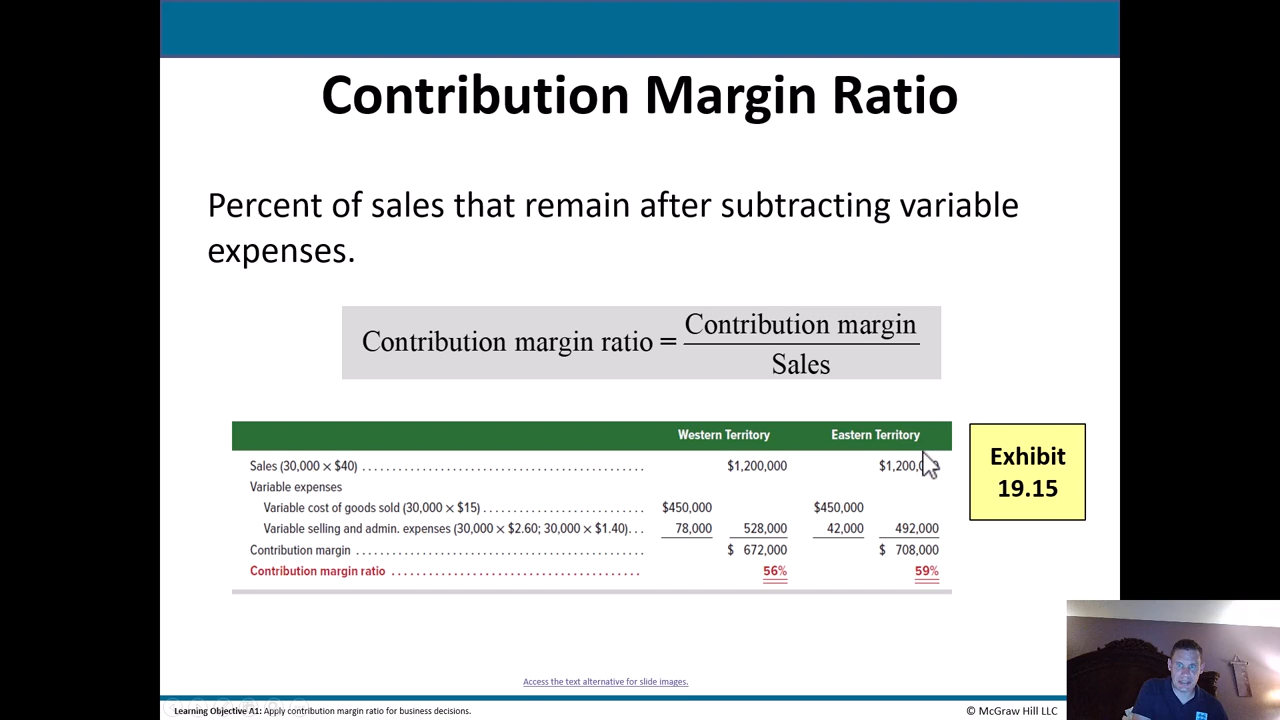 Contribution Margin Ratio
Percent of sales that remain after subtracting variable
expenses.
Contribution margin ratio = Contribution margin
Sales
Western Territory Eastern Territory
Sales (30,000 × $40) $1,200,000 $1,200,0
Variable expenses
Variable cost of goods sold (30,000 × $15) $450,000 $450,000
Variable selling and admin. expenses (30,000 × $2.60; 30,000 × $1.40) 78,000 528,000 42,000 492,000
Contribution margin $ 672,000 $ 708,000
Contribution margin ratio 56% 59%
Exhibit
19.15
Access the text alternative for slide images.
Learning Objective A1: Apply contribution margin ratio for business decisions.
© McGraw Hill LLC